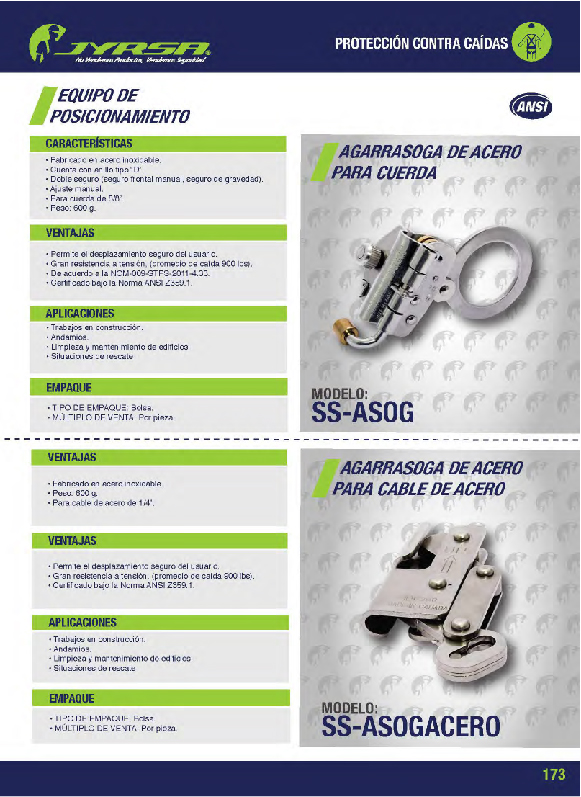 JYRSA®
No Vendemos Productos, Vendemos Seguridad
PROTECCIÓN CONTRA CAÍDAS
EQUIPO DE
POSICIONAMIENTO
ANSI
CARACTERÍSTICAS
• Fabricado en acero inoxidable.
• Cuenta con anillo tipo "D"
• Doble seguro (seguro frontal manual, seguro de gravedad).
• Ajuste manual.
• Para cuerda de 5/8"
• Peso: 600 g.
VENTAJAS
• Permite el desplazamiento seguro del usuario.
• Gran resistencia a tensión, (promedio de caída 900 lbs).
• De acuerdo a la NOM-009-STPS-2011-4.33.
• Certificado bajo la Norma ANSI Z359.1.
APLICACIONES
• Trabajos en construcción.
• Andamios.
• Limpieza y mantenimiento de edificios
• Situaciones de rescate
EMPAQUE
• TIPO DE EMPAQUE: Bolsa.
• MÚLTIPLO DE VENTA: Por pieza
AGARRASOGA DE ACERO
PARA CUERDA
MODELO:
SS-ASOG
VENTAJAS
• Fabricado en acero inoxidable
• Peso: 600 g.
• Para cable de acero de 1/4".
VENTAJAS
• Permite el desplazamiento seguro del usuario.
• Gran resistencia a tensión, (promedio de caída 900 lbs).
• Certificado bajo la Norma ANSI Z359.1.
APLICACIONES
• Trabajos en construcción.
• Andamios.
• Limpieza y mantenimiento de edificios
• Situaciones de rescate
EMPAQUE
• TIPO DE EMPAQUE: Bolsa
• MÚLTIPLO DE VENTA: Por pieza.
AGARRASOGA DE ACERO
PARA CABLE DE ACERO
MODELO:
SS-ASOGACERO
173